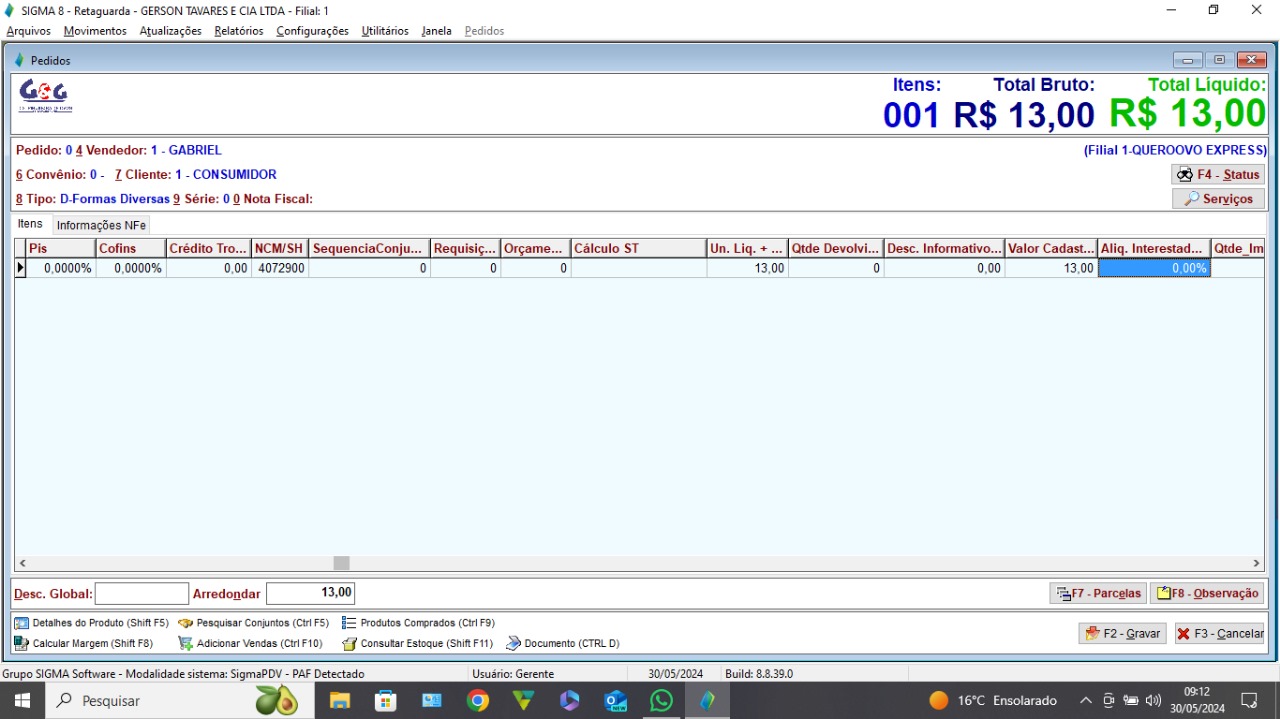 SIGMA 8 - Retaguarda - GERSON TAVARES E CIA LTDA - Filial: 1
Arquivos Movimentos Atualizações Relatórios Configurações Utilitários Janela Pedidos
Pedidos
G&G
Itens: Total Bruto: Total Líquido:
001 R$ 13,00 R$ 13,00
Pedido: 0 4 Vendedor: 1 - GABRIEL (Filial 1-QUEROOVO EXPRESS)
6 Convênio: 0 - 7 Cliente: 1 - CONSUMIDOR F4 - Status
8 Tipo: D-Formas Diversas 9 Série: 0 0 Nota Fiscal: Serviços
Itens Informações NFe
Pis Cofins Crédito Tro... NCM/SH SequenciaConju... Requisiç... Orçame... Cálculo ST Un. Liq. + ... Qtde Devolvi... Desc. Informativo... Valor Cadast... Aliq. Interestad... Qtde_Im
0,0000% 0,0000% 0,00 4072900 0 0 0 13,00 0 0,00 13,00 0,00%
Desc. Global: Arredondar 13,00 F7 - Parcelas F8 - Observação
Detalhes do Produto (Shift F5) Pesquisar Conjuntos (Ctrl F5) Produtos Comprados (Ctrl F9)
Calcular Margem (Shift F8) Adicionar Vendas (Ctrl F10) Consultar Estoque (Shift F11) Documento (CTRL D) F2 - Gravar F3 - Cancelar
Grupo SIGMA Software - Modalidade sistema: SigmaPDV - PAF Detectado Usuário: Gerente 30/05/2024 Build: 8.8.39.0
Pesquisar NEW 16°C Ensolarado 09:12
30/05/2024